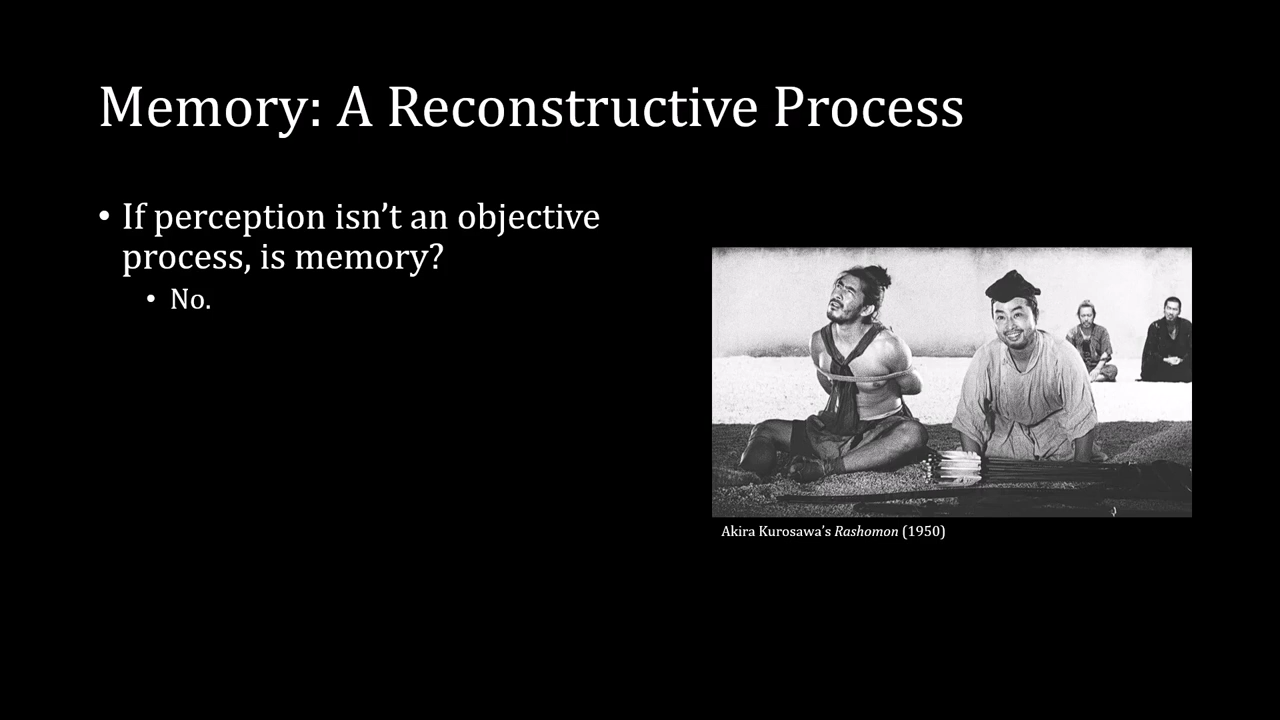 Memory: A Reconstructive Process
• If perception isn’t an objective
process, is memory?
• No.
Akira Kurosawa’s Rashomon (1950)